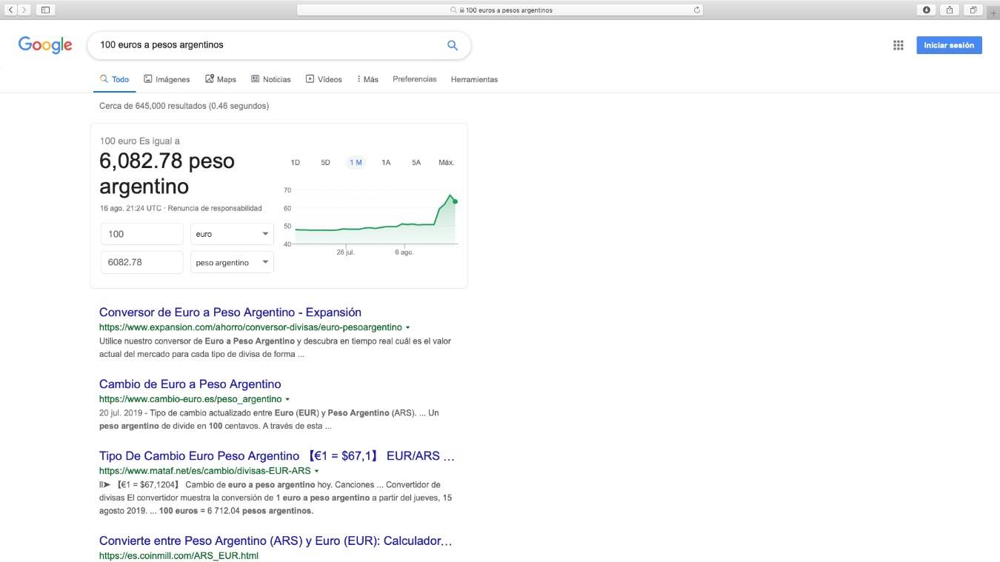 100 euros a pesos argentinos
Google
100 euros a pesos argentinos
Iniciar sesión
Todo Imágenes Maps Noticias Vídeos Más Preferencias Herramientas
Cerca de 645,000 resultados (0.46 segundos)
100 euro Es igual a
6,082.78 peso
argentino
16 ago. 21:24 UTC · Renuncia de responsabilidad
100 euro
6082.78 peso argentino
1D 5D 1 M 1A 5A Máx.
70
60
50
40
26 jul. 6 ago.
Conversor de Euro a Peso Argentino - Expansión
https://www.expansion.com/ahorro/conversor-divisas/euro-pesoargentino
Utilice nuestro conversor de Euro a Peso Argentino y descubra en tiempo real cuál es el valor
actual del mercado para cada tipo de divisa de forma ...
Cambio de Euro a Peso Argentino
https://www.cambio-euro.es/peso_argentino
20 jul. 2019 - Tipo de cambio actualizado entre Euro (EUR) y Peso Argentino (ARS). ... Un
peso argentino de divide en 100 centavos. A través de esta ...
Tipo De Cambio Euro Peso Argentino 【€1 = $67,1】 EUR/ARS ...
https://www.mataf.net/es/cambio/divisas-EUR-ARS
ll➤ 【€1 = $67,1204】 Cambio de euro a peso argentino hoy. Canciones ... Convertidor de
divisas El convertidor muestra la conversión de 1 euro a peso argentino a partir del jueves, 15
agosto 2019. ... 100 euros = 6 712.04 pesos argentinos.
Convierte entre Peso Argentino (ARS) y Euro (EUR): Calculador...
https://es.coinmill.com/ARS_EUR.html